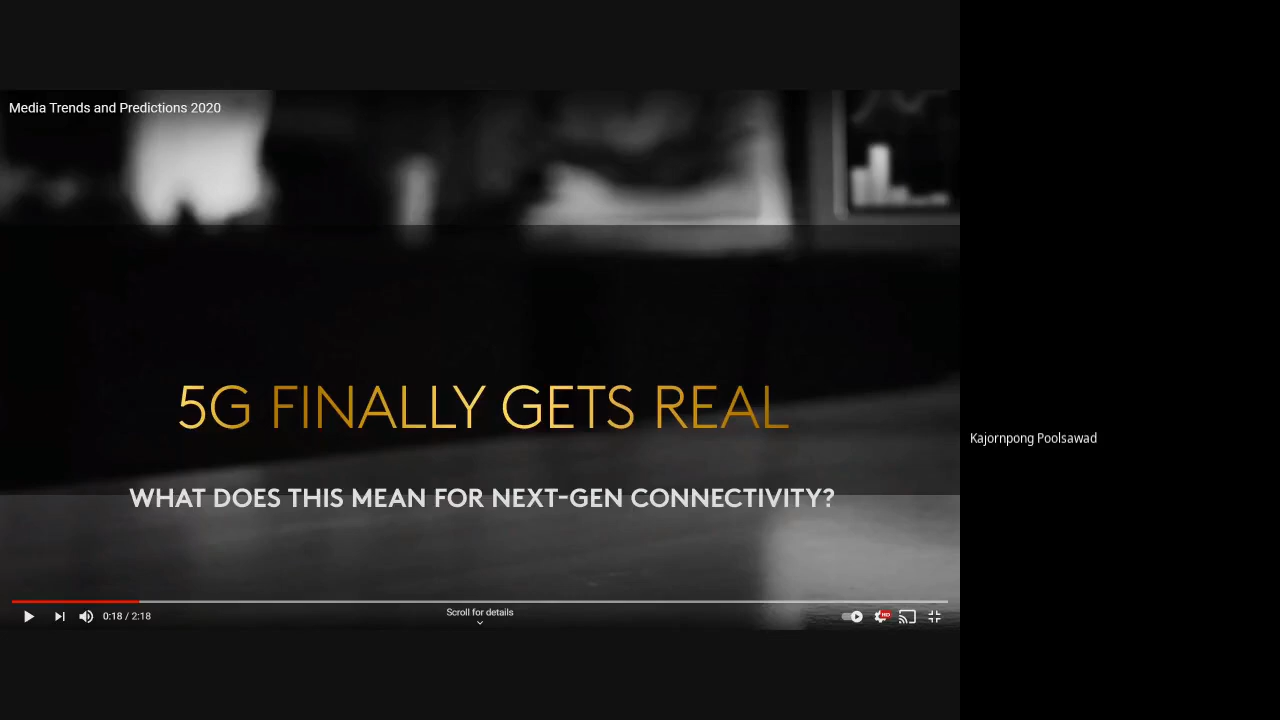 Media Trends and Predictions 2020
5G FINALLY GETS REAL
WHAT DOES THIS MEAN FOR NEXT-GEN CONNECTIVITY?
Kajornpong Poolsawad
0:18 / 2:18
Scroll for details
HD